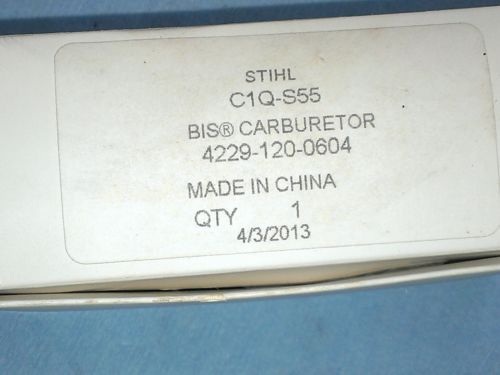 STIHL
C1Q-S55
BIS® CARBURETOR
4229-120-0604
MADE IN CHINA
QTY 1
4/3/2013